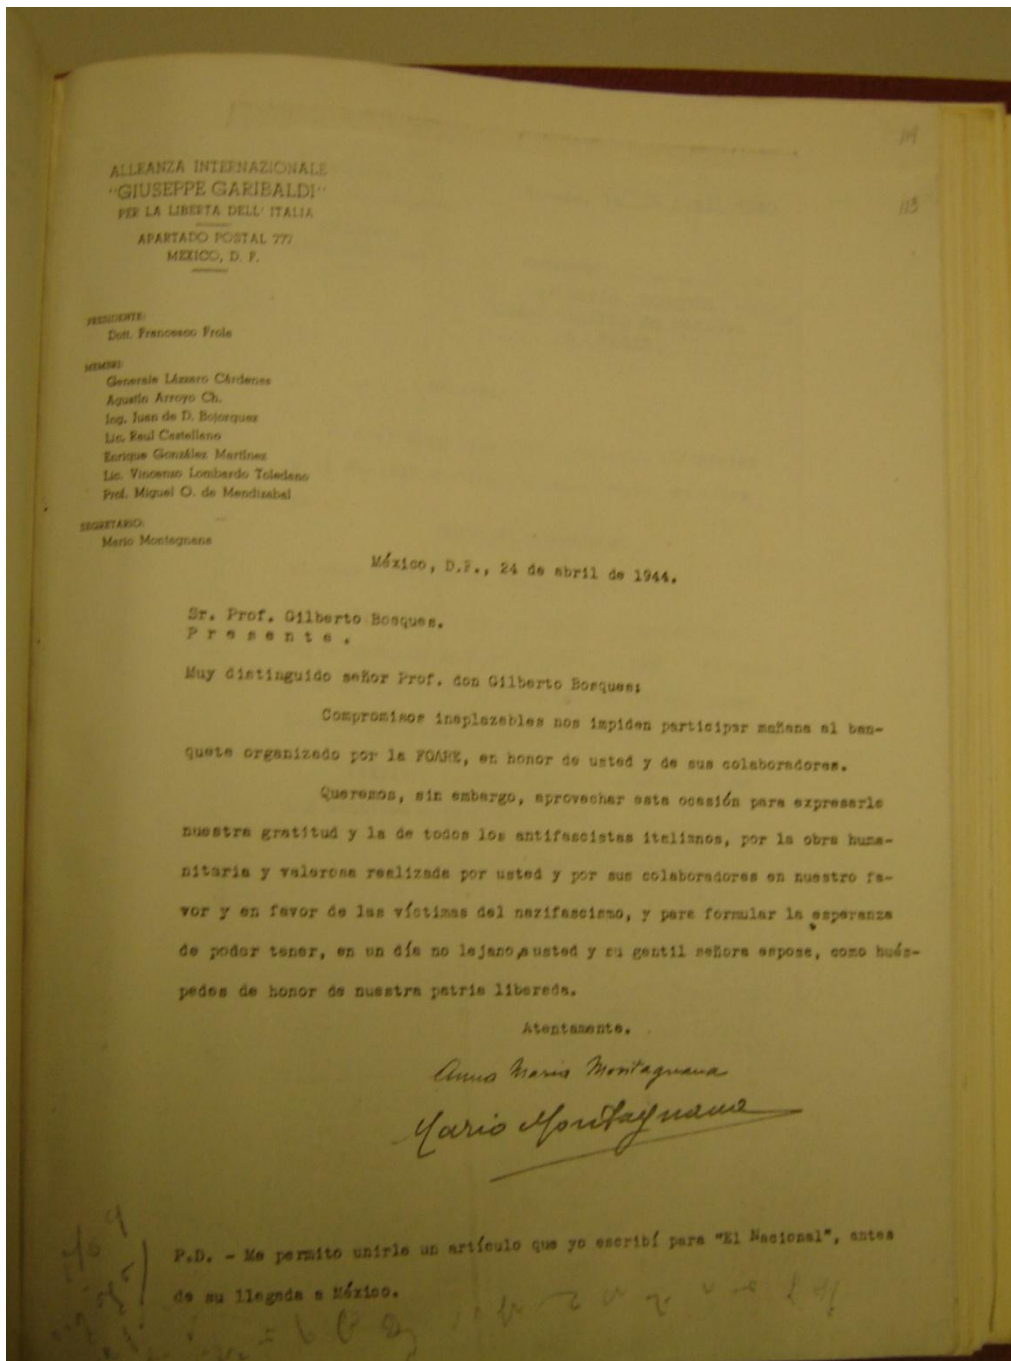 114
113
ALLEANZA INTERNAZIONALE
"GIUSEPPE GARIBALDI"
PER LA LIBERTA DELL' ITALIA
APARTADO POSTAL 777
MEXICO, D. F.
PRESIDENTE:
Dott. Francesco Frola
MEMBRI:
Generale Lázzaro Cárdenas
Agustín Arroyo Ch.
Ing. Juan de D. Bojorquez
Lic. Raul Castellano
Enrique González Martínez
Lic. Vincenzo Lombardo Toledano
Prof. Miguel O. de Mendizabal
SEGRETARIO:
Mario Montagnana
México, D.F., 24 de abril de 1944.
Sr. Prof. Gilberto Bosques.
P r e s e n t e .
Muy distinguido señor Prof. don Gilberto Bosques:
Compromisos inaplazables nos impiden participar mañana al ban-
quete organizado por la FOARE, en honor de usted y de sus colaboradores.
Queremos, sin embargo, aprovechar esta ocasión para expresarle
nuestra gratitud y la de todos los antifascistas italianos, por la obra huma-
nitaria y valerosa realizada por usted y por sus colaboradores en nuestro fa-
vor y en favor de las víctimas del nazifascismo, y para formular la esperanza
de poder tener, en un día no lejano, a usted y su gentil señora esposa, como hués-
pedes de honor de nuestra patria liberada.
Atentamente.
Anna Maria Montagnana
Mario Montagnana
P.D. - Me permito unirle un artículo que yo escribí para "El Nacional", antes
de su llegada a México.